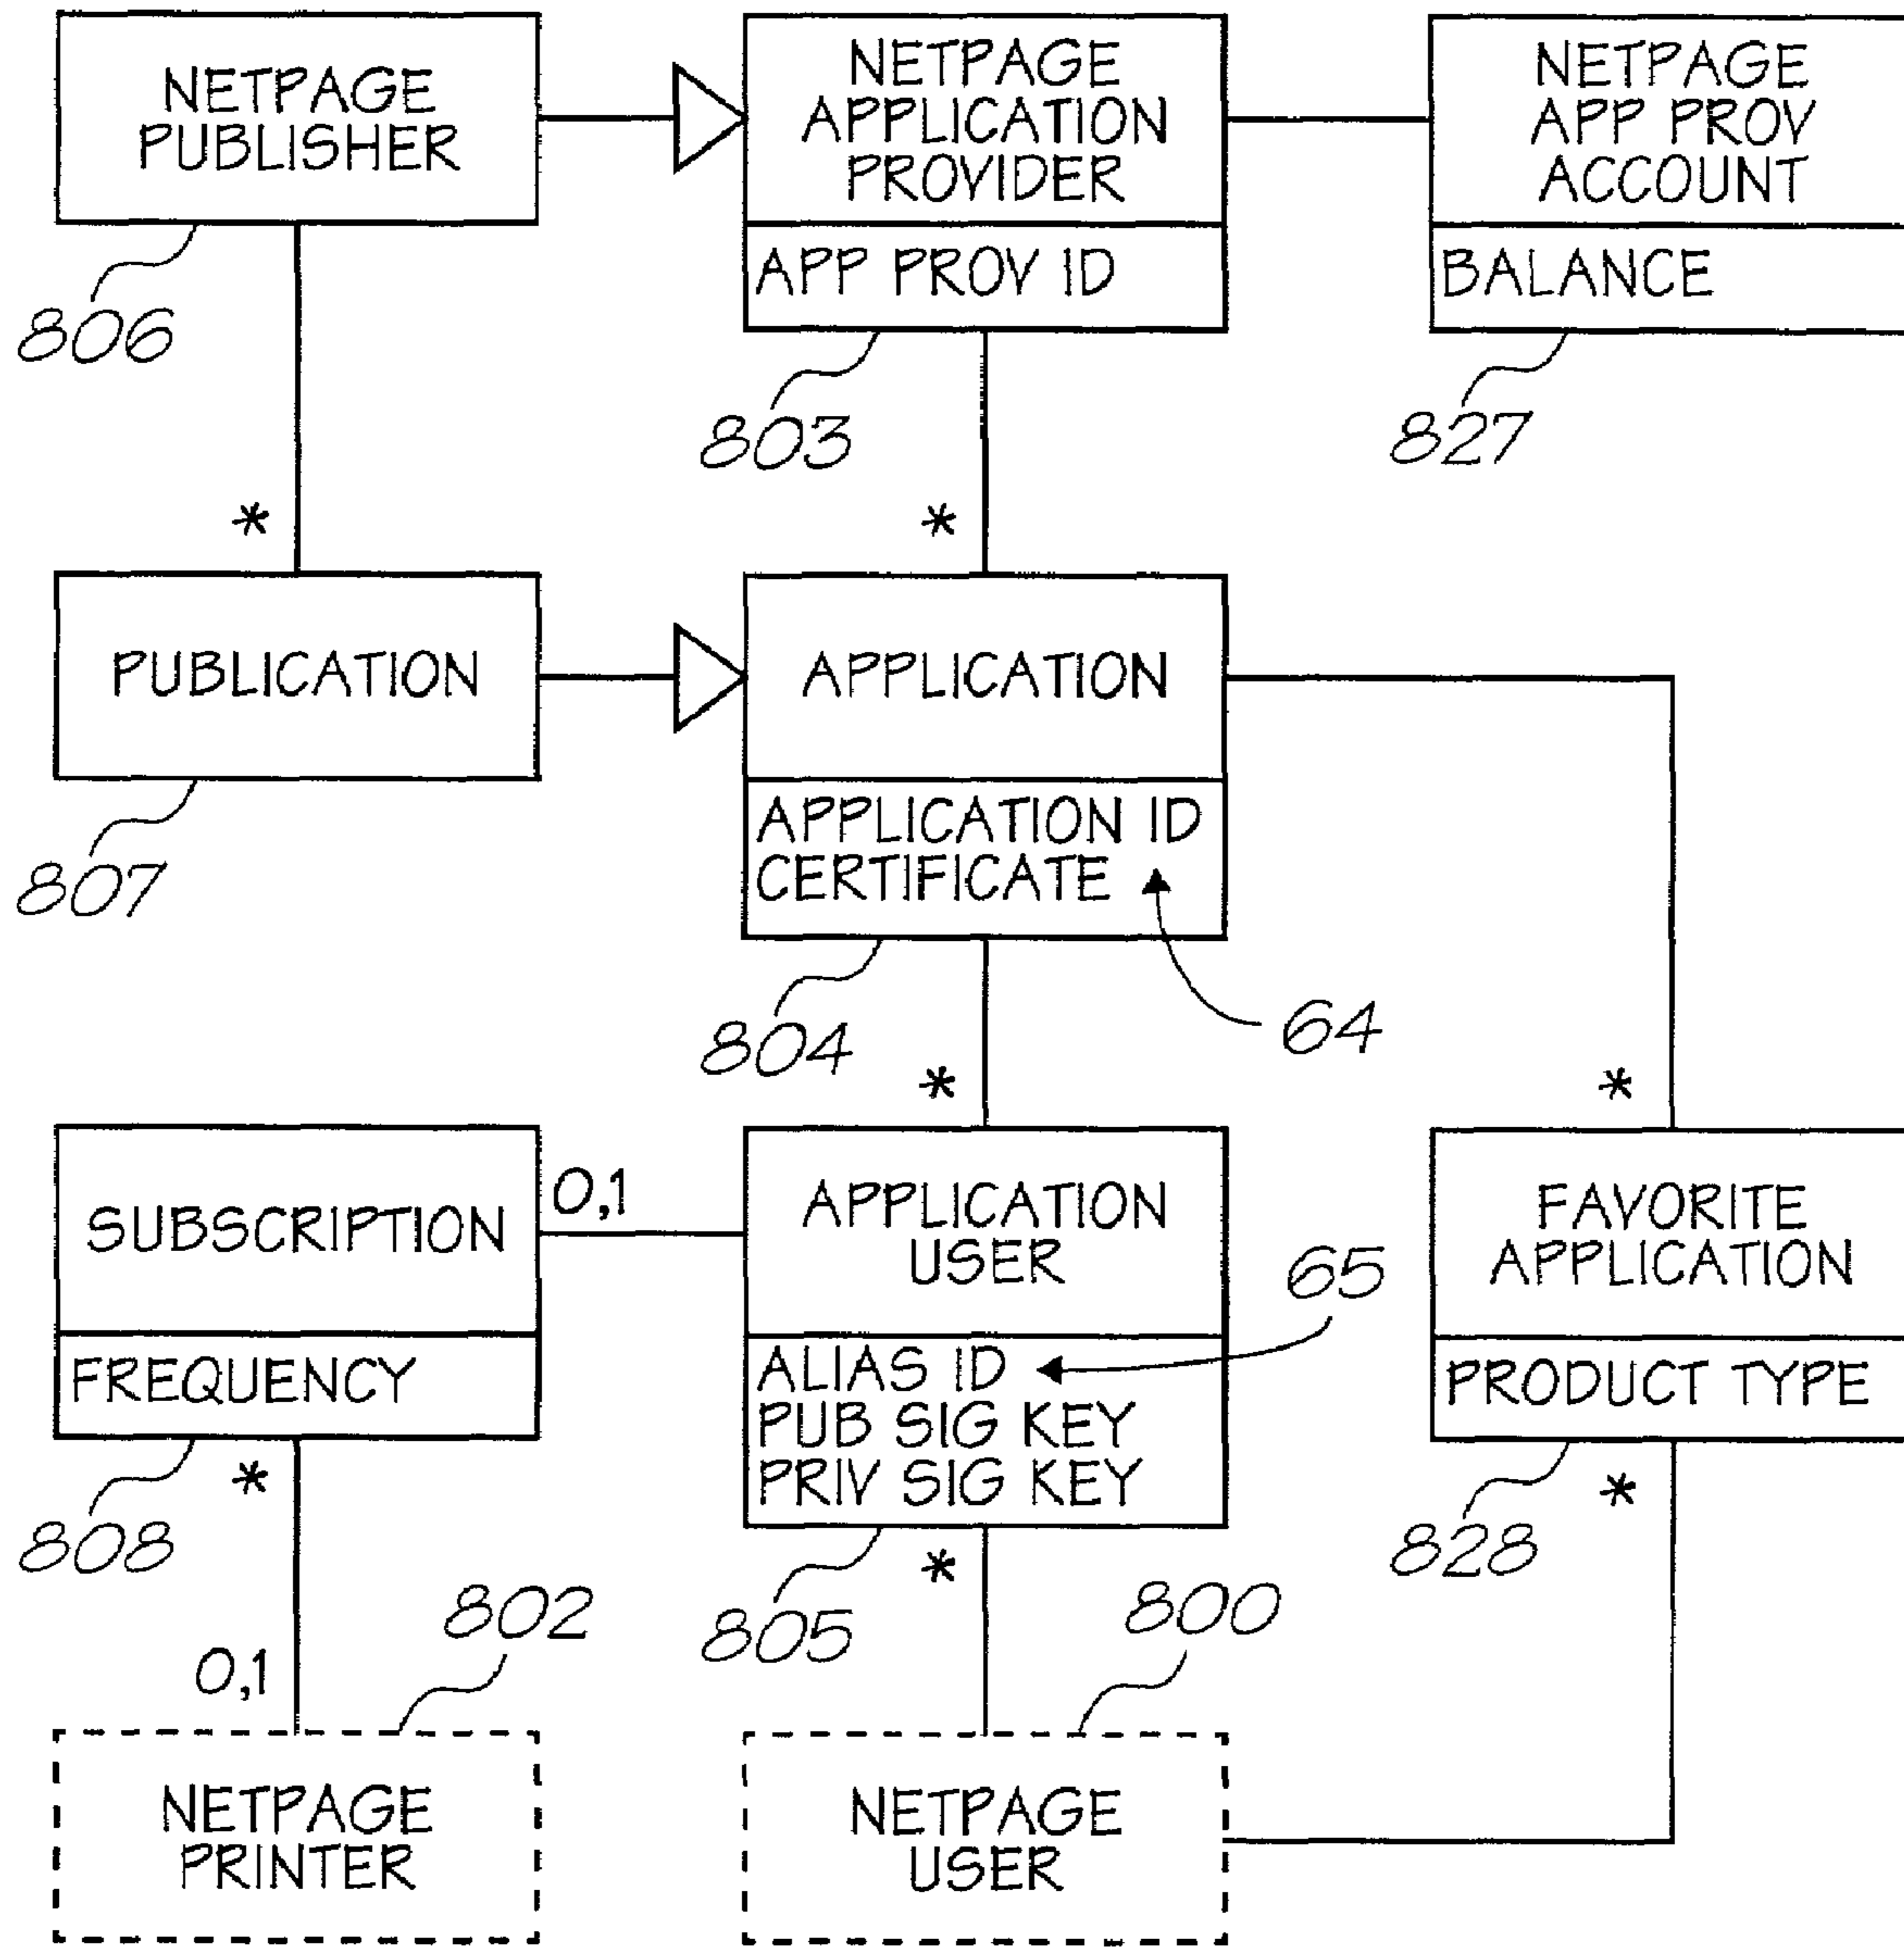 NETPAGE
PUBLISHER
806
NETPAGE
APPLICATION
PROVIDER
APP PROV ID
803
NETPAGE
APP PROV
ACCOUNT
BALANCE
827
*
*
PUBLICATION
807
APPLICATION
APPLICATION ID
CERTIFICATE
804
64
*
*
SUBSCRIPTION
FREQUENCY
808
0,1
APPLICATION
USER
ALIAS ID
PUB SIG KEY
PRIV SIG KEY
805
65
FAVORITE
APPLICATION
PRODUCT TYPE
828
*
*
*
0,1
802
800
NETPAGE
PRINTER
NETPAGE
USER